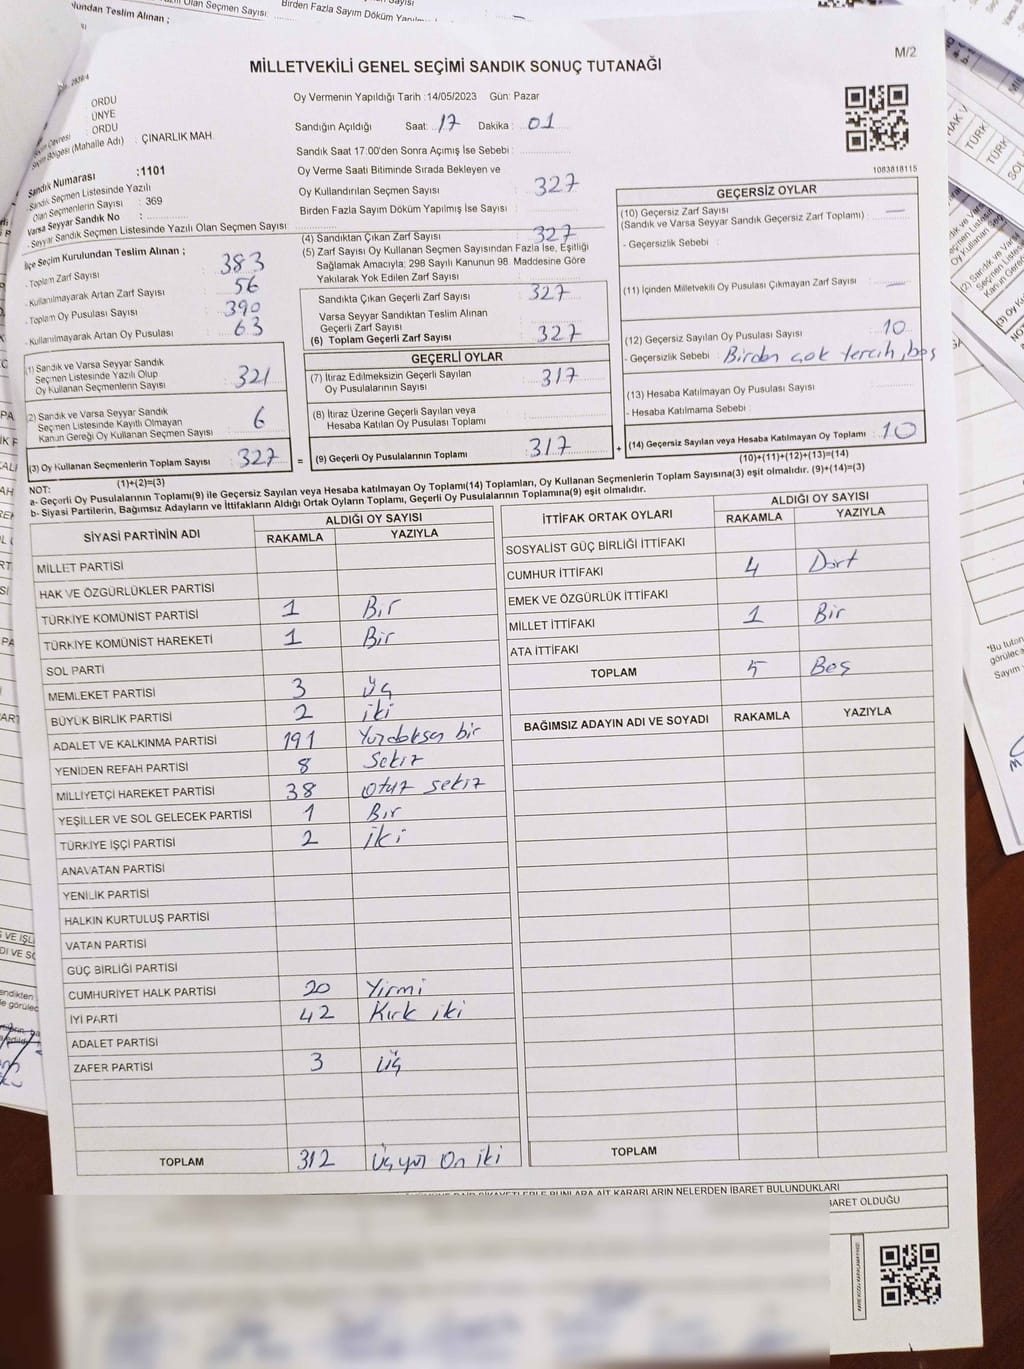 MİLLETVEKİLİ GENEL SEÇİMİ SANDIK SONUÇ TUTANAĞI
M/2
ORDU
ÜNYE
ORDU
Seçim Bölgesi (Mahalle Adı) : ÇINARLIK MAH
Oy Vermenin Yapıldığı Tarih :14/05/2023 Gün: Pazar
Sandığın Açıldığı Saat: 17 Dakika : 01
Sandık Saat 17:00'den Sonra Açımış İse Sebebi :
Sandık Numarası :1101
Sandık Seçmen Listesinde Yazılı
Olan Seçmenlerin Sayısı : 369
Varsa Seyyar Sandık No :
- Seyyar Sandık Seçmen Listesinde Yazılı Olan Seçmen Sayısı :
Oy Verme Saati Bitiminde Sırada Bekleyen ve
Oy Kullandırılan Seçmen Sayısı : 327
Birden Fazla Sayım Döküm Yapılmış İse Sayısı :
1083818115
İlçe Seçim Kurulundan Teslim Alınan ;
- Toplam Zarf Sayısı : 383
- Kullanılmayarak Artan Zarf Sayısı : 56
- Toplam Oy Pusulası Sayısı : 390
- Kullanılmayarak Artan Oy Pusulası : 63
(1) Sandık ve Varsa Seyyar Sandık
Seçmen Listesinde Yazılı Olup
Oy Kullanan Seçmenlerin Sayısı : 321
(2) Sandık ve Varsa Seyyar Sandık
Seçmen Listesinde Kayıtlı Olmayan
Kanun Gereği Oy Kullanan Seçmen Sayısı : 6
(3) Oy Kullanan Seçmenlerin Toplam Sayısı : 327
(1)+(2)=(3)
(4) Sandıktan Çıkan Zarf Sayısı : 327
(5) Zarf Sayısı Oy Kullanan Seçmen Sayısından Fazla İse, Eşitliği
Sağlamak Amacıyla; 298 Sayılı Kanunun 98. Maddesine Göre
Yakılarak Yok Edilen Zarf Sayısı :
Sandıkta Çıkan Geçerli Zarf Sayısı : 327
Varsa Seyyar Sandıktan Teslim Alınan
Geçerli Zarf Sayısı :
(6) Toplam Geçerli Zarf Sayısı : 327
GEÇERLİ OYLAR
(7) İtiraz Edilmeksizin Geçerli Sayılan
Oy Pusulalarının Sayısı : 317
(8) İtiraz Üzerine Geçerli Sayılan veya
Hesaba Katılan Oy Pusulası Toplamı :
= (9) Geçerli Oy Pusulalarının Toplamı : 317 +
GEÇERSİZ OYLAR
(10) Geçersiz Zarf Sayısı : —
(Sandık ve Varsa Seyyar Sandık Geçersiz Zarf Toplamı)
- Geçersizlik Sebebi :
(11) İçinden Milletvekili Oy Pusulası Çıkmayan Zarf Sayısı : —
(12) Geçersiz Sayılan Oy Pusulası Sayısı : 10
- Geçersizlik Sebebi : Birden çok tercih, boş
(13) Hesaba Katılmayan Oy Pusulası Sayısı :
- Hesaba Katılmama Sebebi :
(14) Geçersiz Sayılan veya Hesaba Katılmayan Oy Toplamı : 10
(10)+(11)+(12)+(13)=(14)
NOT:
a- Geçerli Oy Pusulalarının Toplamı(9) ile Geçersiz Sayılan veya Hesaba katılmayan Oy Toplamı(14) Toplamları, Oy Kullanan Seçmenlerin Toplam Sayısına(3) eşit olmalıdır. (9)+(14)=(3)
b- Siyasi Partilerin, Bağımsız Adayların ve İttifakların Aldığı Ortak Oyların Toplamı, Geçerli Oy Pusulalarının Toplamına(9) eşit olmalıdır.
SİYASİ PARTİNİN ADI ALDIĞI OY SAYISI
RAKAMLA YAZIYLA
MİLLET PARTİSİ
HAK VE ÖZGÜRLÜKLER PARTİSİ
TÜRKİYE KOMÜNİST PARTİSİ 1 Bir
TÜRKİYE KOMÜNİST HAREKETİ 1 Bir
SOL PARTİ
MEMLEKET PARTİSİ 3 üç
BÜYÜK BİRLİK PARTİSİ 2 iki
ADALET VE KALKINMA PARTİSİ 191 Yüzdoksan bir
YENİDEN REFAH PARTİSİ 8 Sekiz
MİLLİYETÇİ HAREKET PARTİSİ 38 otuz sekiz
YEŞİLLER VE SOL GELECEK PARTİSİ 1 Bir
TÜRKİYE İŞÇİ PARTİSİ 2 iki
ANAVATAN PARTİSİ
YENİLİK PARTİSİ
HALKIN KURTULUŞ PARTİSİ
VATAN PARTİSİ
GÜÇ BİRLİĞİ PARTİSİ
CUMHURİYET HALK PARTİSİ 20 Yirmi
İYİ PARTİ 42 Kırk iki
ADALET PARTİSİ
ZAFER PARTİSİ 3 üç
TOPLAM 312 Üçyüz On iki
İTTİFAK ORTAK OYLARI ALDIĞI OY SAYISI
RAKAMLA YAZIYLA
SOSYALİST GÜÇ BİRLİĞİ İTTİFAKI
CUMHUR İTTİFAKI 4 Dört
EMEK VE ÖZGÜRLÜK İTTİFAKI
MİLLET İTTİFAKI 1 Bir
ATA İTTİFAKI
TOPLAM 5 Beş
BAĞIMSIZ ADAYIN ADI VE SOYADI RAKAMLA YAZIYLA
TOPLAM
BUNLARA AİT KARARLARIN NELERDEN İBARET BULUNDUKLARI
İBARET OLDUĞU